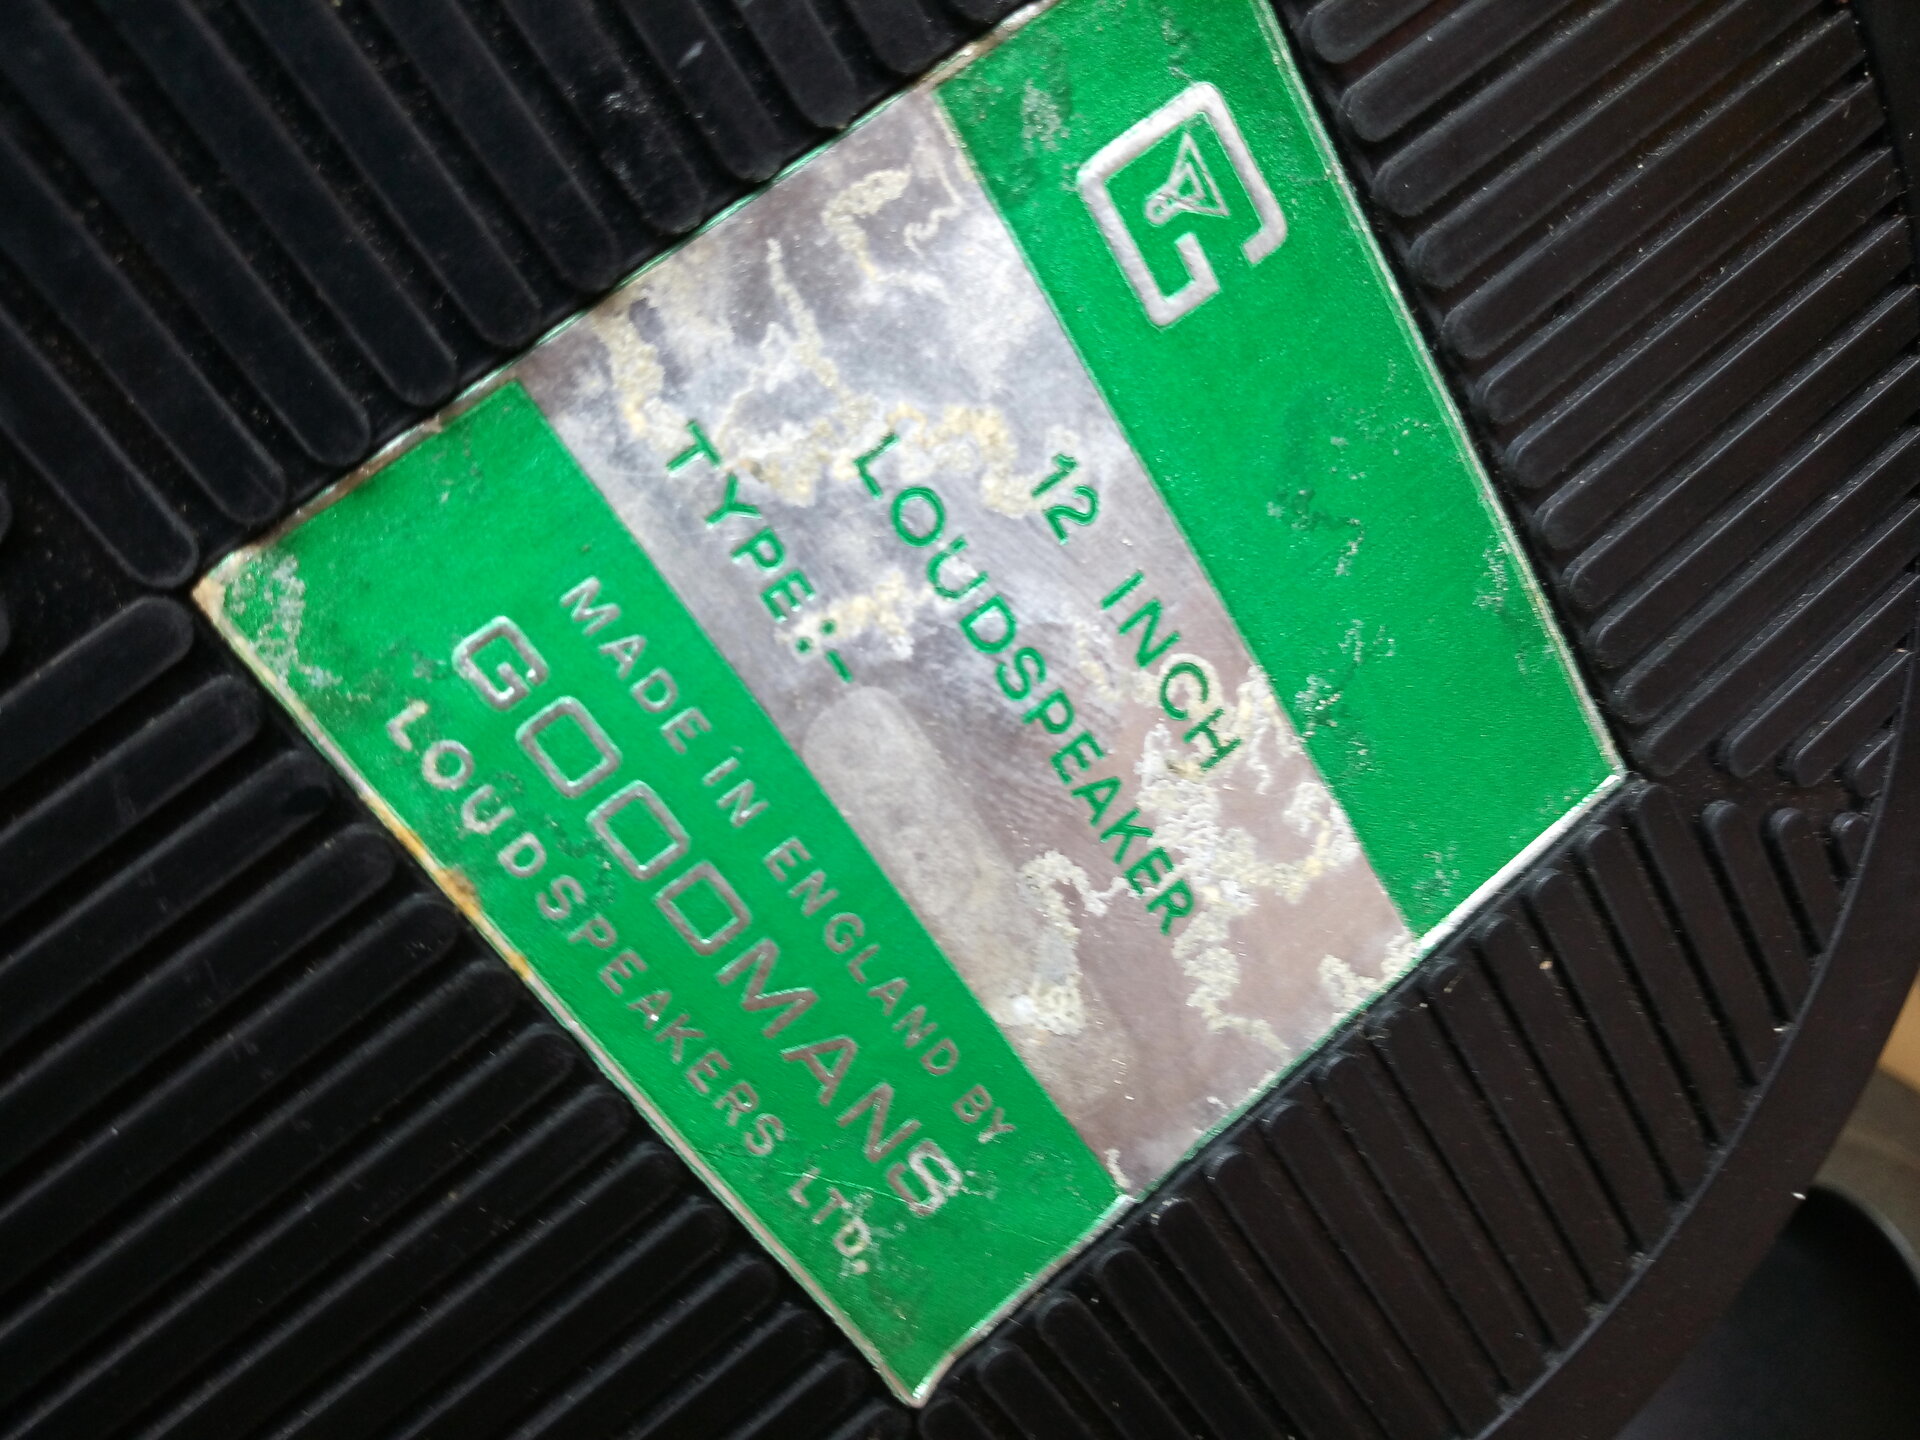 12 INCH
LOUDSPEAKER
TYPE:-
MADE IN ENGLAND BY
GOODMANS
LOUDSPEAKERS LTD.